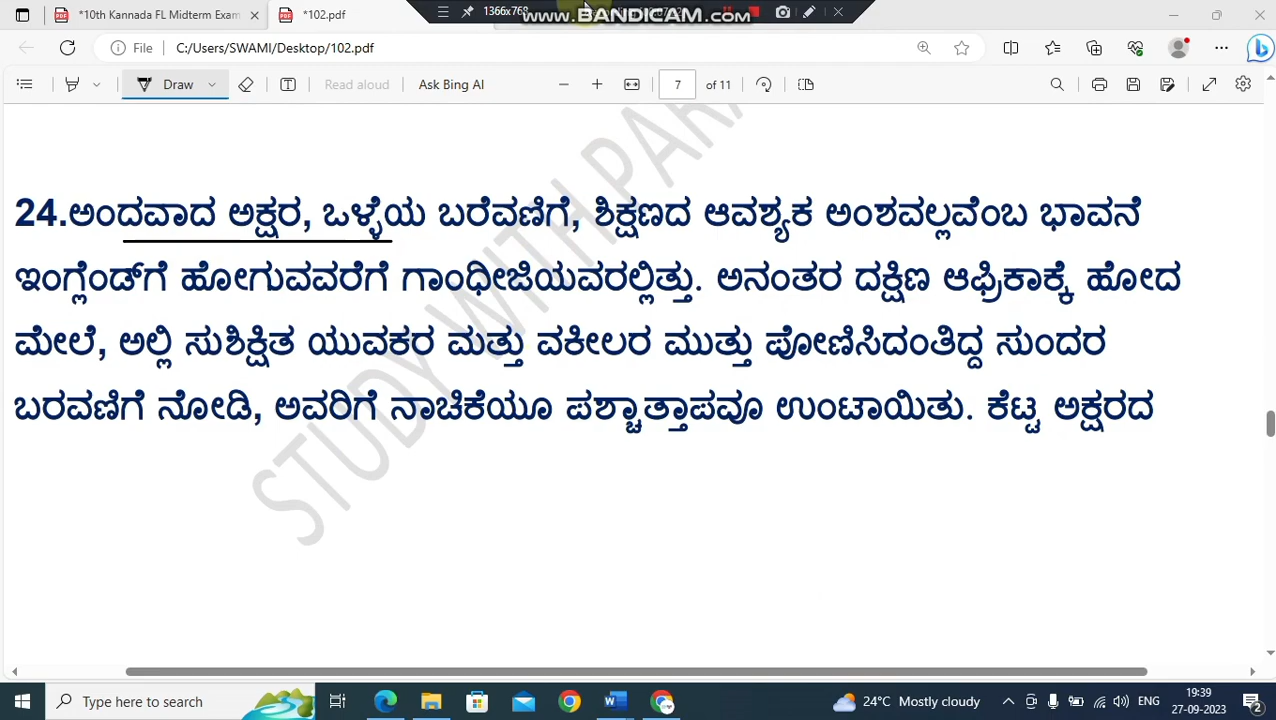 *10th Kannada FL Midterm Exam
*102.pdf
1366x768
www.BANDICAM.com
File C:/Users/SWAMI/Desktop/102.pdf
Draw
Read aloud
Ask Bing AI
7 of 11
STUDY WITH PARA
24.ಅಂದವಾದ ಅಕ್ಷರ, ಒಳ್ಳೆಯ ಬರೆವಣಿಗೆ, ಶಿಕ್ಷಣದ ಆವಶ್ಯಕ ಅಂಶವಲ್ಲವೆಂಬ ಭಾವನೆ
ಇಂಗ್ಲೆಂಡ್‌ಗೆ ಹೋಗುವವರೆಗೆ ಗಾಂಧೀಜಿಯವರಲ್ಲಿತ್ತು. ಅನಂತರ ದಕ್ಷಿಣ ಆಫ್ರಿಕಾಕ್ಕೆ ಹೋದ
ಮೇಲೆ, ಅಲ್ಲಿ ಸುಶಿಕ್ಷಿತ ಯುವಕರ ಮತ್ತು ವಕೀಲರ ಮುತ್ತು ಪೋಣಿಸಿದಂತಿದ್ದ ಸುಂದರ
ಬರವಣಿಗೆ ನೋಡಿ, ಅವರಿಗೆ ನಾಚಿಕೆಯೂ ಪಶ್ಚಾತ್ತಾಪವೂ ಉಂಟಾಯಿತು. ಕೆಟ್ಟ ಅಕ್ಷರದ
Type here to search
24°C Mostly cloudy
ENG
19:39
27-09-2023
2